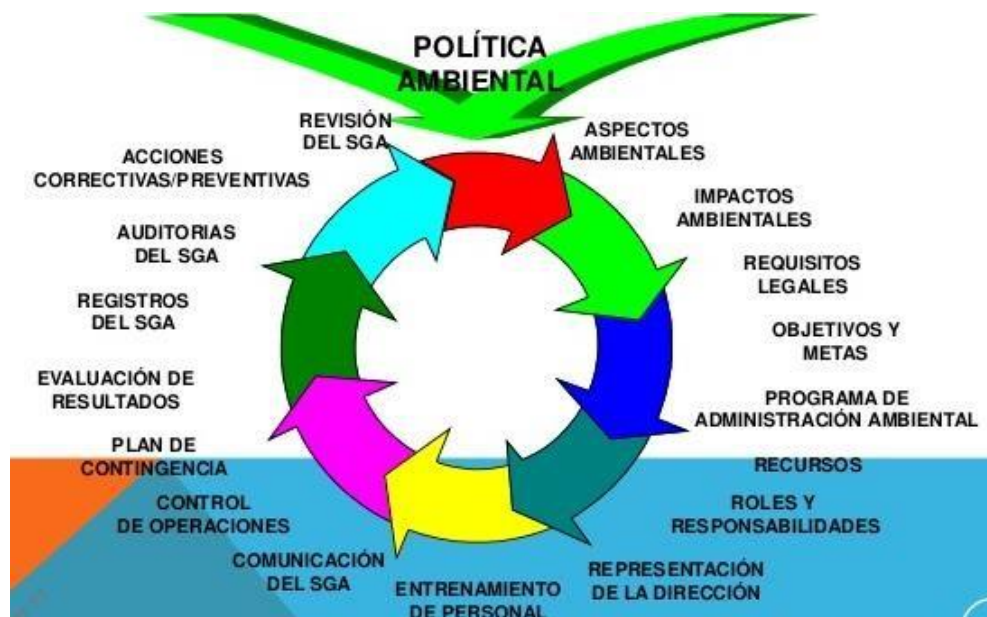 POLÍTICA
AMBIENTAL
ASPECTOS
AMBIENTALES
IMPACTOS
AMBIENTALES
REQUISITOS
LEGALES
OBJETIVOS Y
METAS
PROGRAMA DE
ADMINISTRACIÓN AMBIENTAL
RECURSOS
ROLES Y
RESPONSABILIDADES
REPRESENTACIÓN
DE LA DIRECCIÓN
ENTRENAMIENTO
DE PERSONAL
COMUNICACIÓN
DEL SGA
CONTROL
DE OPERACIONES
PLAN DE
CONTINGENCIA
EVALUACIÓN DE
RESULTADOS
REGISTROS
DEL SGA
AUDITORIAS
DEL SGA
ACCIONES
CORRECTIVAS/PREVENTIVAS
REVISIÓN
DEL SGA